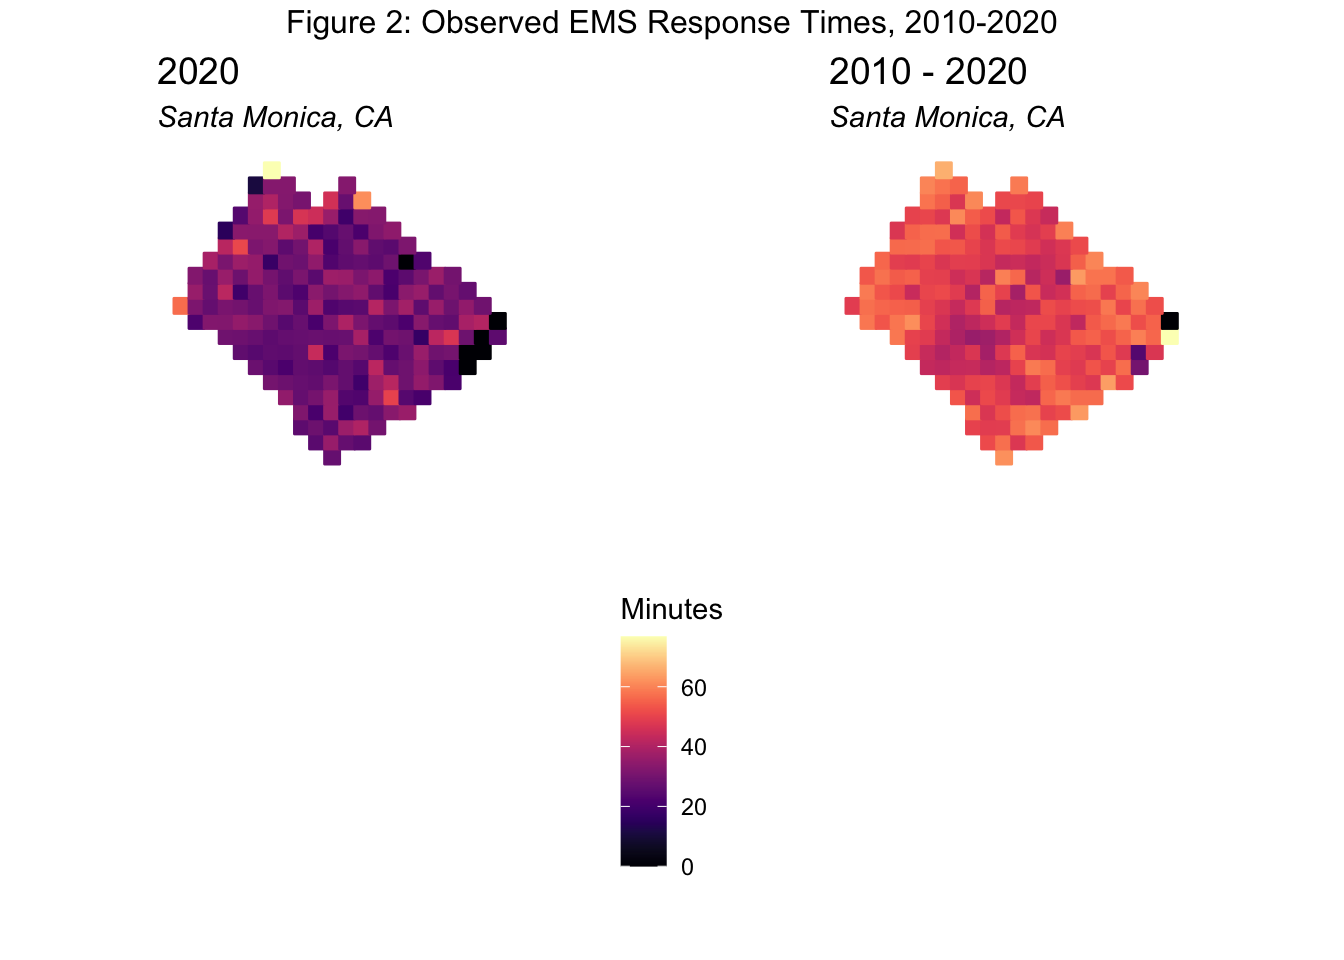 Figure 2: Observed EMS Response Times, 2010-2020
2020
Santa Monica, CA
2010 - 2020
Santa Monica, CA
Minutes
60
40
20
0